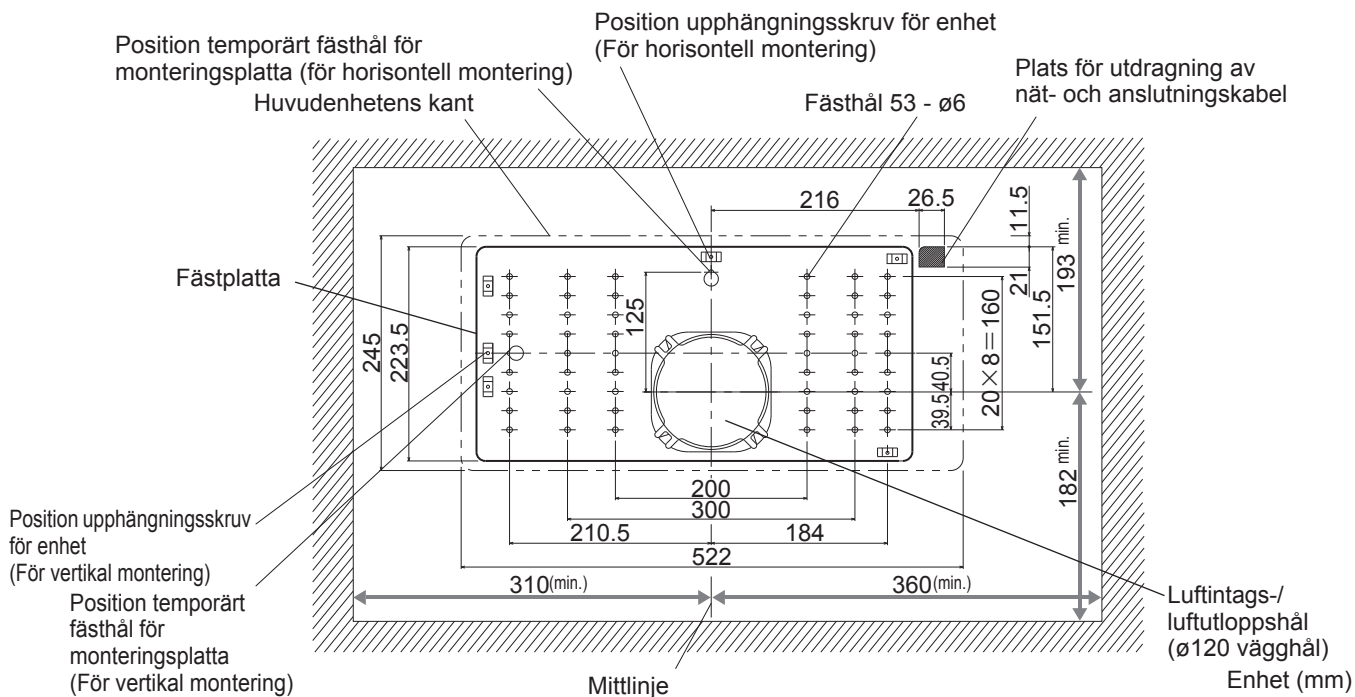 Position upphängningsskruv för enhet
(För horisontell montering)
Position temporärt fästhål för
monteringsplatta (för horisontell montering)
Plats för utdragning av
nät- och anslutningskabel
Huvudenhetens kant
Fästhål 53 - ø6
216
26.5
11.5
193 min.
21
151.5
Fästplatta
125
245
223.5
20×8=160
40.5
39.5
182 min.
200
300
210.5
184
522
310(min.)
360(min.)
Position upphängningsskruv
för enhet
(För vertikal montering)
Position temporärt
fästhål för
monteringsplatta
(För vertikal montering)
Luftintags-/
luftutloppshål
(ø120 vägghål)
Mittlinje
Enhet (mm)